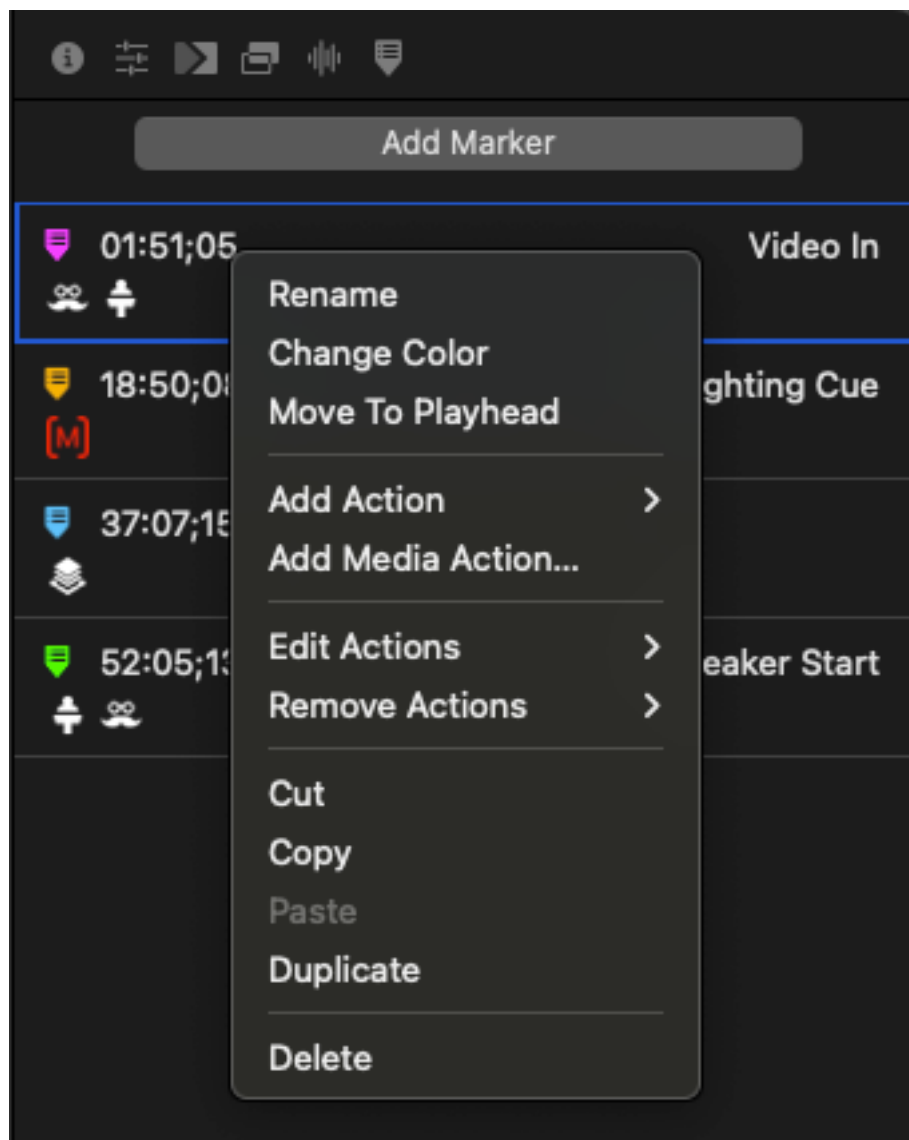 Add Marker
01:51;05 Video In
Rename
Change Color
18:50;08 ghting Cue
Move To Playhead
Add Action
37:07;15
Add Media Action...
Edit Actions
52:05;1 eaker Start
Remove Actions
Cut
Copy
Paste
Duplicate
Delete